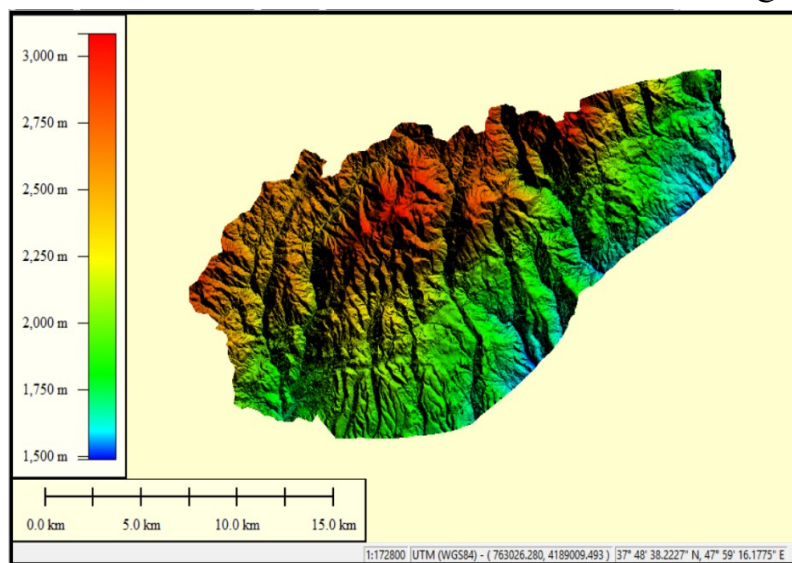 3,000 m
2,750 m
2,500 m
2,250 m
2,000 m
1,750 m
1,500 m
0.0 km 5.0 km 10.0 km 15.0 km
1:172800 UTM (WGS84) - ( 763026.280, 4189009.493 ) 37° 48' 38.2227" N, 47° 59' 16.1775" E